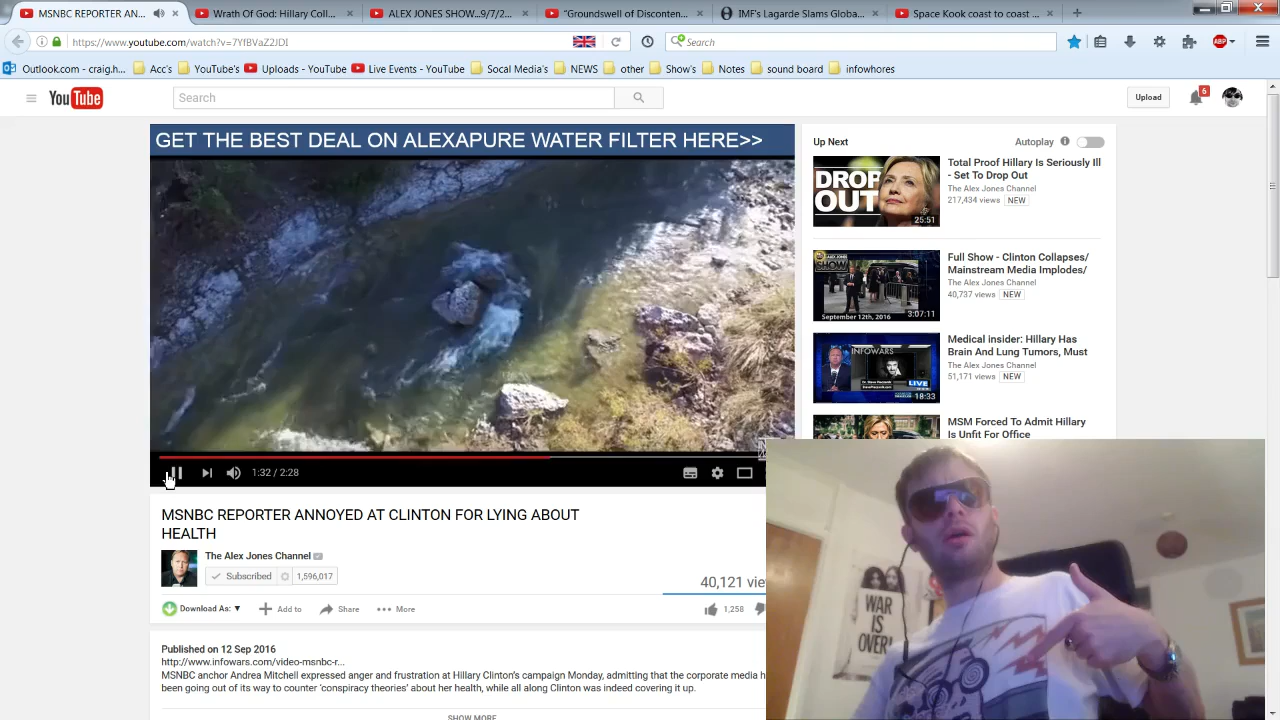 MSNBC REPORTER AN...
Wrath Of God: Hillary Coll...
ALEX JONES SHOW...9/7/2...
"Groundswell of Disconten...
IMF's Lagarde Slams Globa...
Space Kook coast to coast ...
https://www.youtube.com/watch?v=7YfBVaZ2JDI
Search
Outlook.com - craig.h...
Acc's
YouTube's
Uploads - YouTube
Live Events - YouTube
Socal Media's
NEWS
other
Show's
Notes
sound board
infowhores
ABP
YouTube
Search
Upload
6
GET THE BEST DEAL ON ALEXAPURE WATER FILTER HERE>>
1:32 / 2:28
Up Next
Autoplay
DROP
OUT
25:51
Total Proof Hillary Is Seriously Ill
- Set To Drop Out
The Alex Jones Channel
217,434 views NEW
September 12th, 2016
3:07:11
Full Show - Clinton Collapses/
Mainstream Media Implodes/
The Alex Jones Channel
40,737 views NEW
INFOWARS
LIVE
18:33
Medical insider: Hillary Has
Brain And Lung Tumors, Must
The Alex Jones Channel
51,171 views NEW
MSM Forced To Admit Hillary
Is Unfit For Office
MSNBC REPORTER ANNOYED AT CLINTON FOR LYING ABOUT
HEALTH
The Alex Jones Channel
Subscribed 1,596,017
40,121 vie
Download As: ▼
Add to
Share
More
1,258
Published on 12 Sep 2016
http://www.infowars.com/video-msnbc-r...
MSNBC anchor Andrea Mitchell expressed anger and frustration at Hillary Clinton's campaign Monday, admitting that the corporate media h
been going out of its way to counter 'conspiracy theories' about her health, while all along Clinton was indeed covering it up.
SHOW MORE
WAR
IS
OVER!